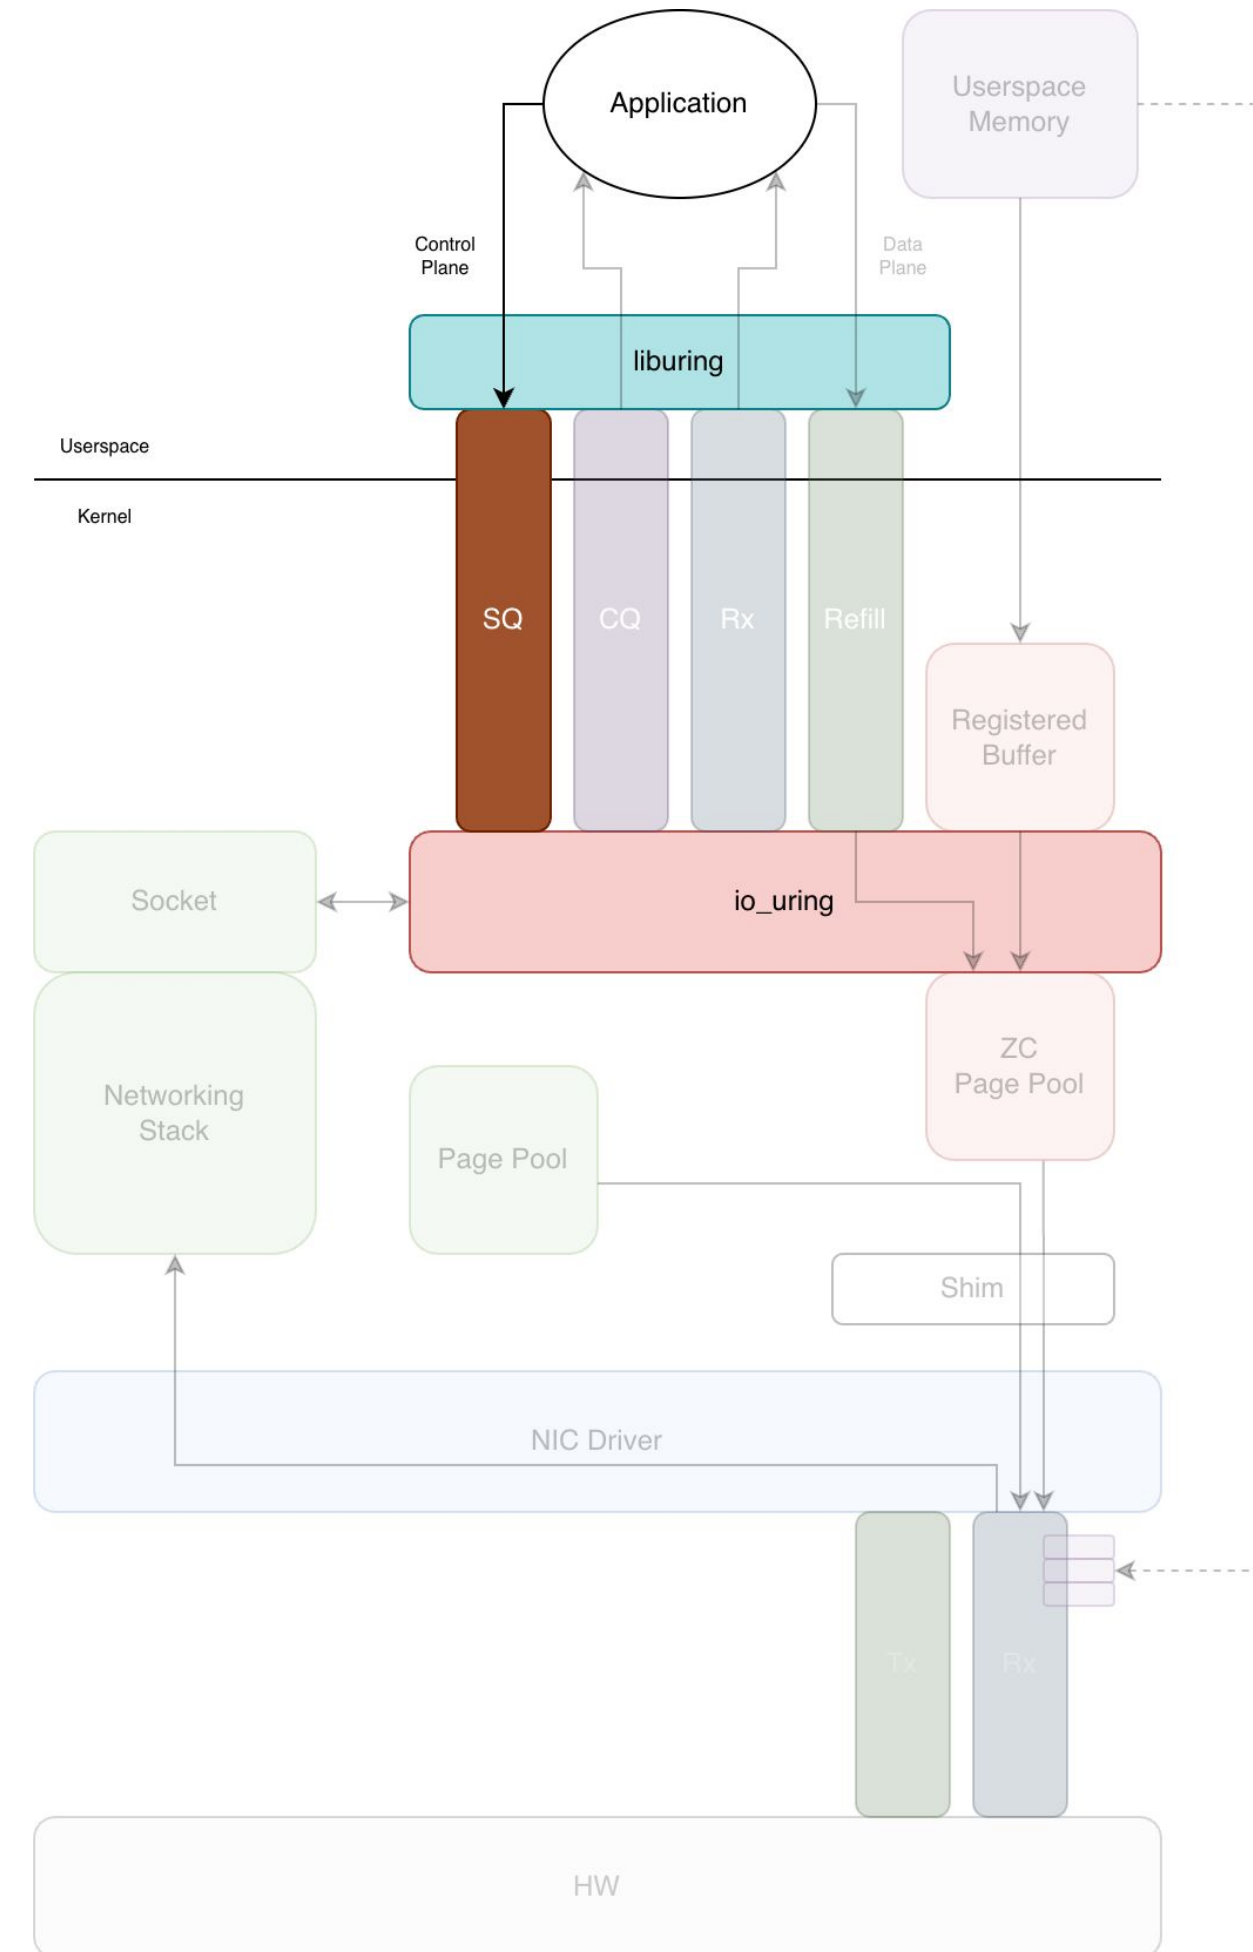 Application
Userspace
Memory
Control
Plane
Data
Plane
liburing
Userspace
Kernel
SQ
CQ
Rx
Refill
Registered
Buffer
Socket
io_uring
Networking
Stack
ZC
Page Pool
Page Pool
Shim
NIC Driver
Tx
Rx
HW